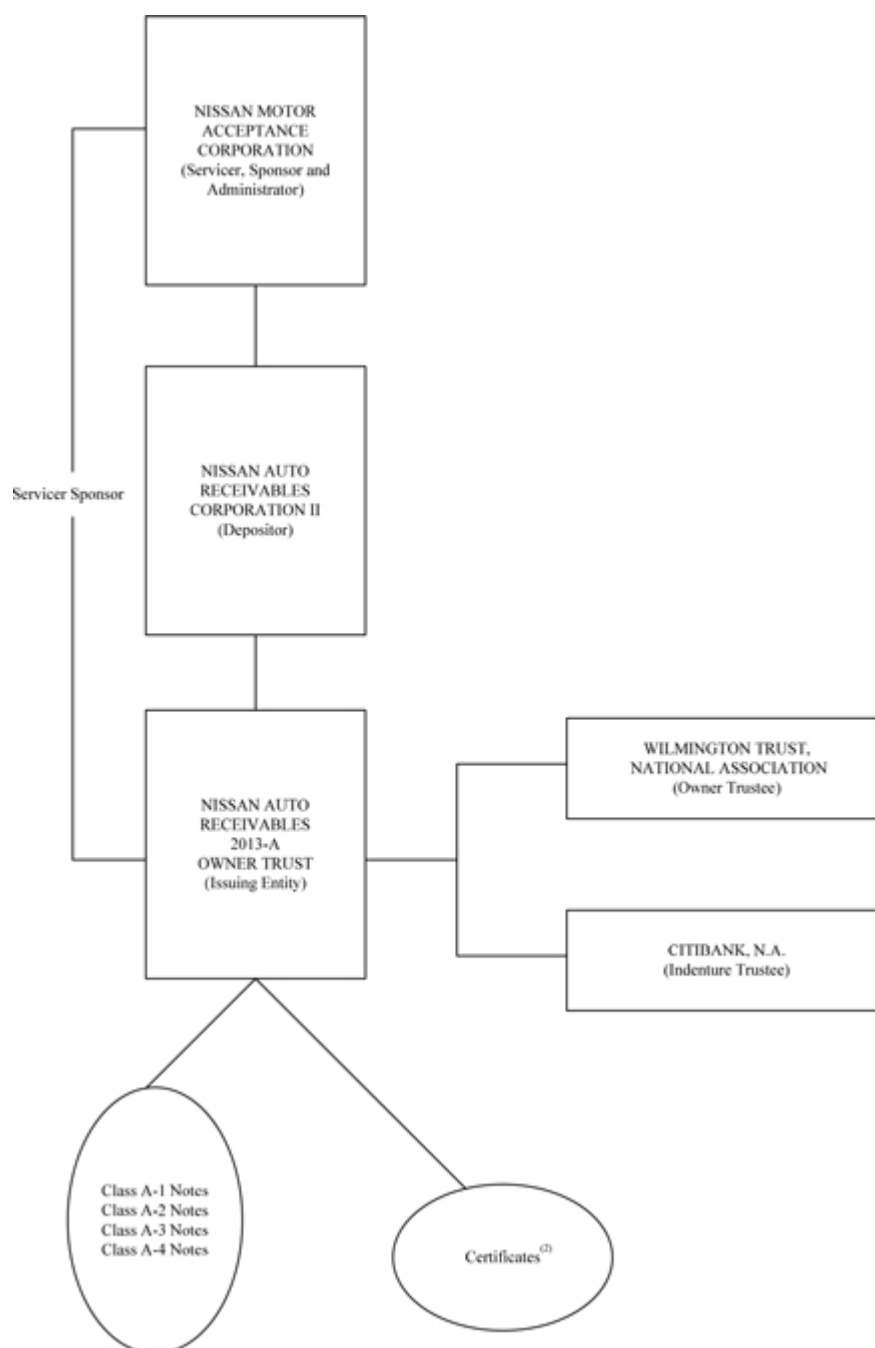 NISSAN MOTOR
ACCEPTANCE
CORPORATION
(Servicer, Sponsor and
Administrator)
Servicer Sponsor
NISSAN AUTO
RECEIVABLES
CORPORATION II
(Depositor)
NISSAN AUTO
RECEIVABLES
2013-A
OWNER TRUST
(Issuing Entity)
WILMINGTON TRUST,
NATIONAL ASSOCIATION
(Owner Trustee)
CITIBANK, N.A.
(Indenture Trustee)
Class A-1 Notes
Class A-2 Notes
Class A-3 Notes
Class A-4 Notes
Certificates(2)